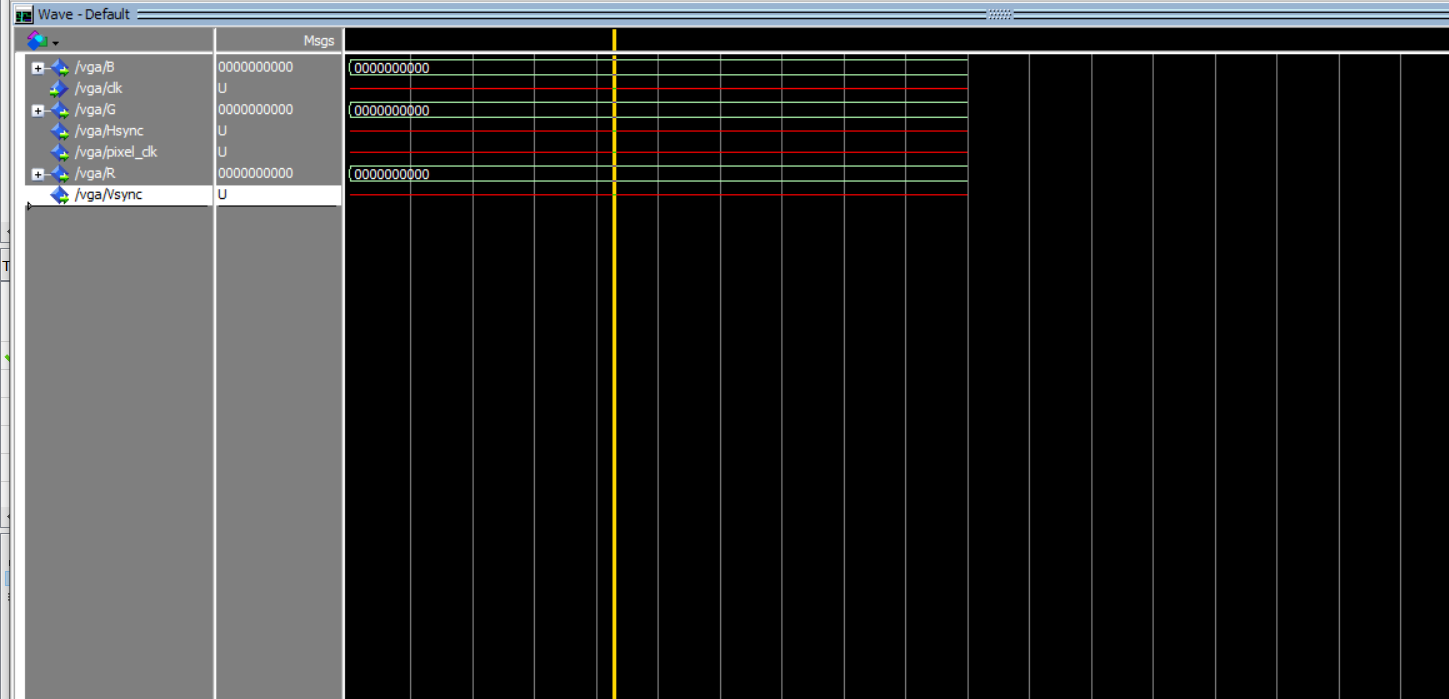 Wave - Default
Msgs
/vga/B 0000000000 0000000000
/vga/clk U
/vga/G 0000000000 0000000000
/vga/Hsync U
/vga/pixel_clk U
/vga/R 0000000000 0000000000
/vga/Vsync U
T